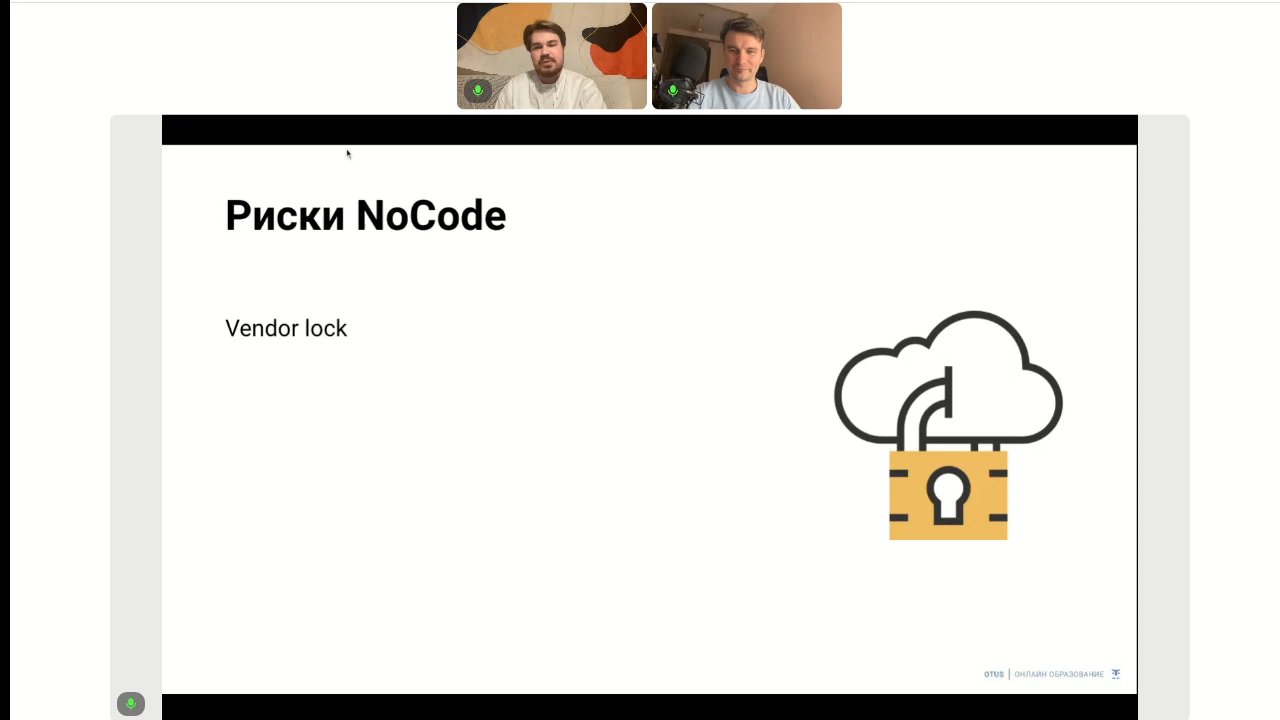 Риски NoCode
Vendor lock
OTUS | ОНЛАЙН ОБРАЗОВАНИЕ